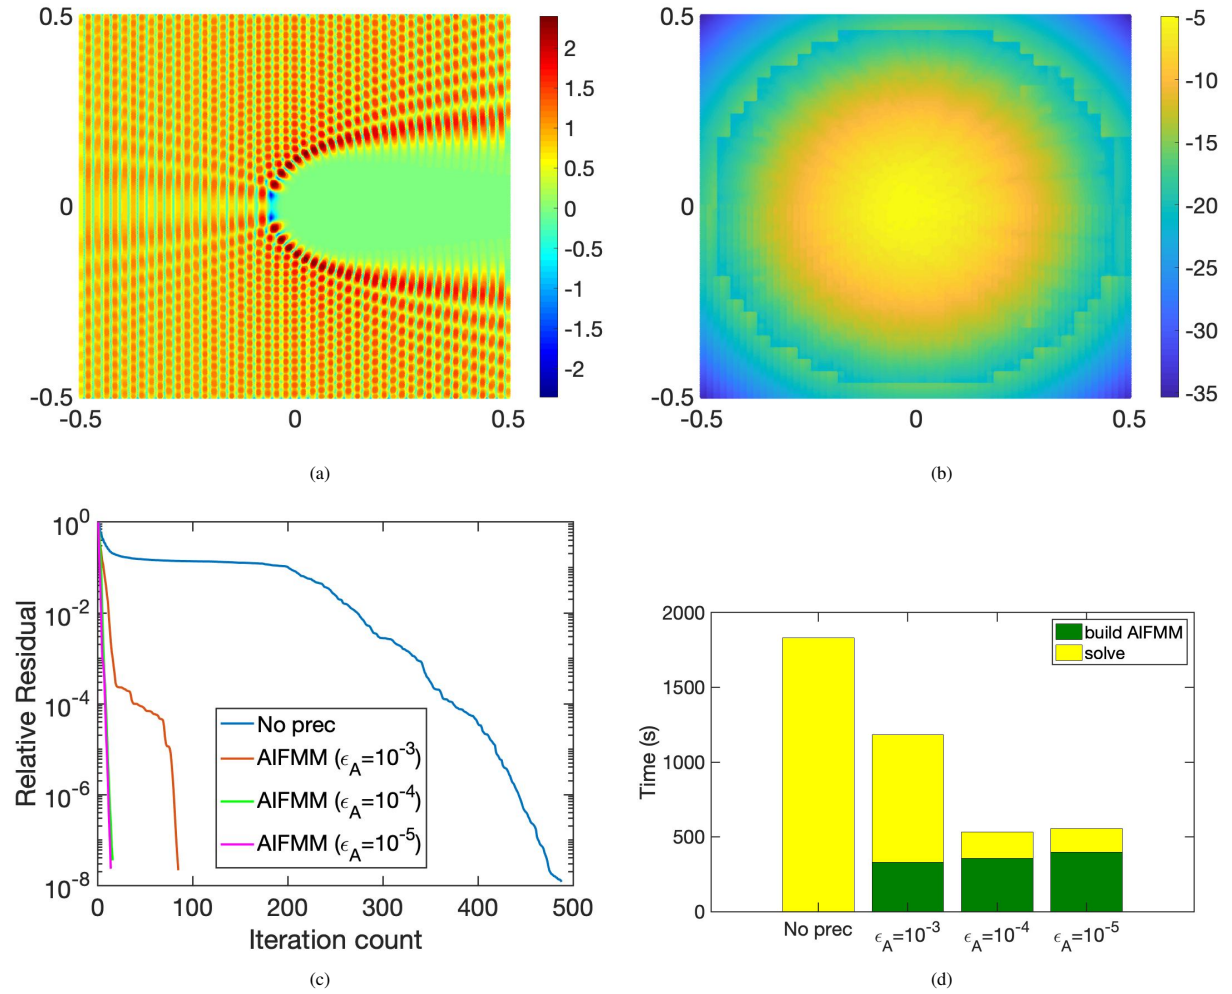 0.5
0
-0.5
-0.5
0
0.5
2
1.5
1
0.5
0
-0.5
-1
-1.5
-2
(a)
0.5
0
-0.5
-0.5
0
0.5
-5
-10
-15
-20
-25
-30
-35
(b)
10^0
10^-2
10^-4
10^-6
10^-8
Relative Residual
No prec
AIFMM (ϵ_A=10^-3)
AIFMM (ϵ_A=10^-4)
AIFMM (ϵ_A=10^-5)
0
100
200
300
400
500
Iteration count
(c)
2000
1500
1000
500
0
Time (s)
build AIFMM
solve
No prec
ϵ_A=10^-3
ϵ_A=10^-4
ϵ_A=10^-5
(d)